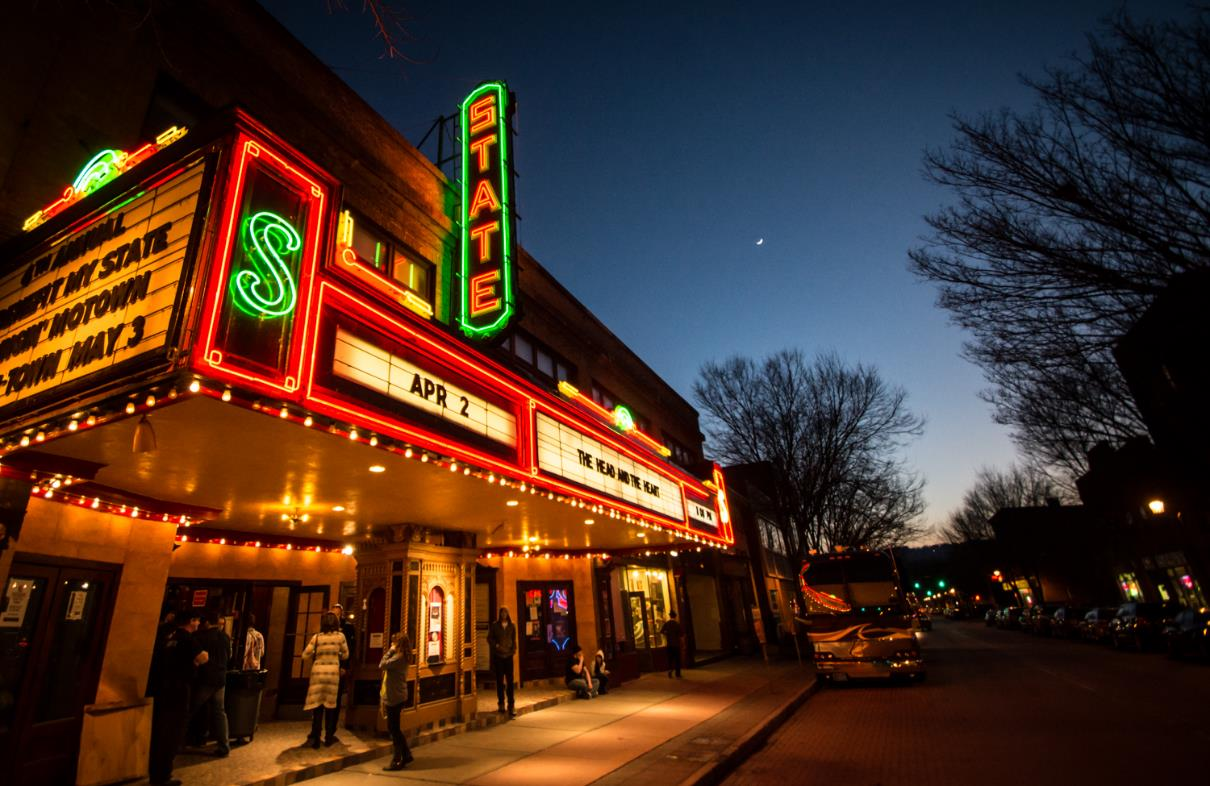 STATE
S
4TH ANNUAL
BENEFIT MY STATE
MOTOWN
-TOWN MAY 3
APR 2
THE HEAD AND THE HEART